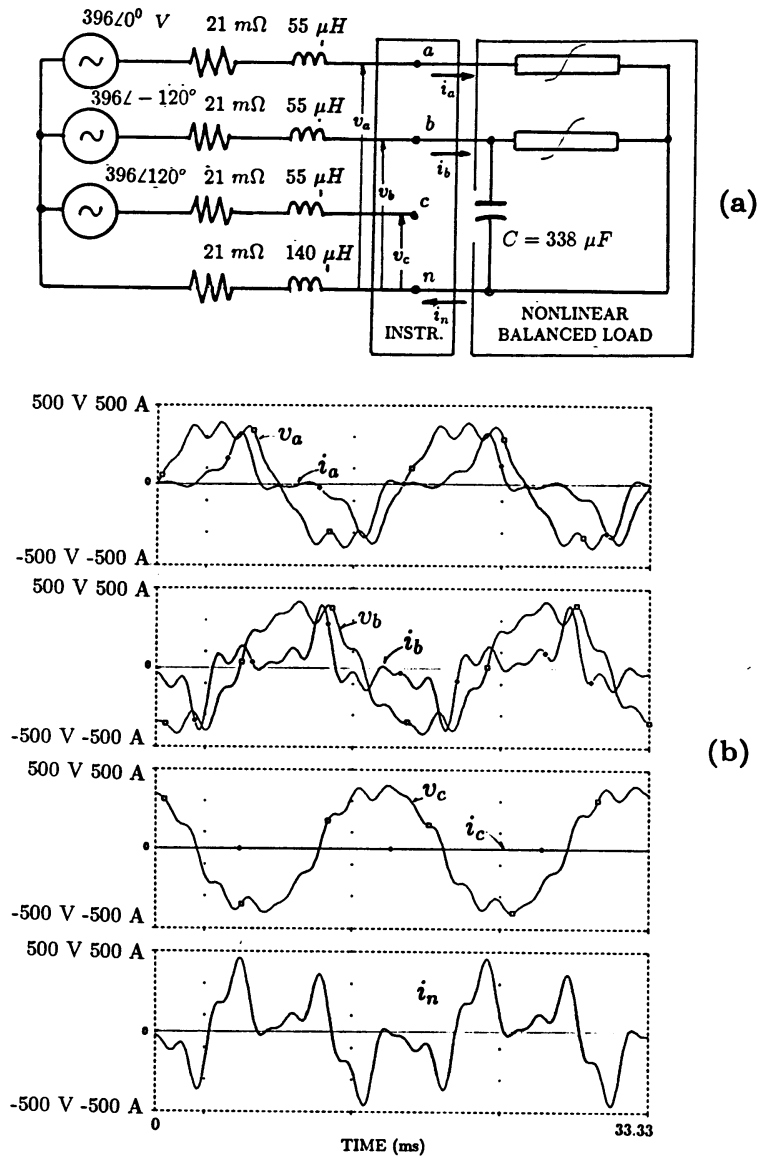 396∠0⁰ V 21 mΩ 55 μH
396∠−120° 21 mΩ 55 μH
396∠120° 21 mΩ 55 μH
21 mΩ 140 μH
a
b
c
n
i_a
i_b
i_n
v_a
v_b
v_c
INSTR.
C = 338 μF
NONLINEAR
BALANCED LOAD
(a)
500 V 500 A
0
-500 V -500 A
v_a
i_a
500 V 500 A
0
-500 V -500 A
v_b
i_b
500 V 500 A
0
-500 V -500 A
v_c
i_c
500 V 500 A
0
-500 V -500 A
i_n
(b)
0
33.33
TIME (ms)